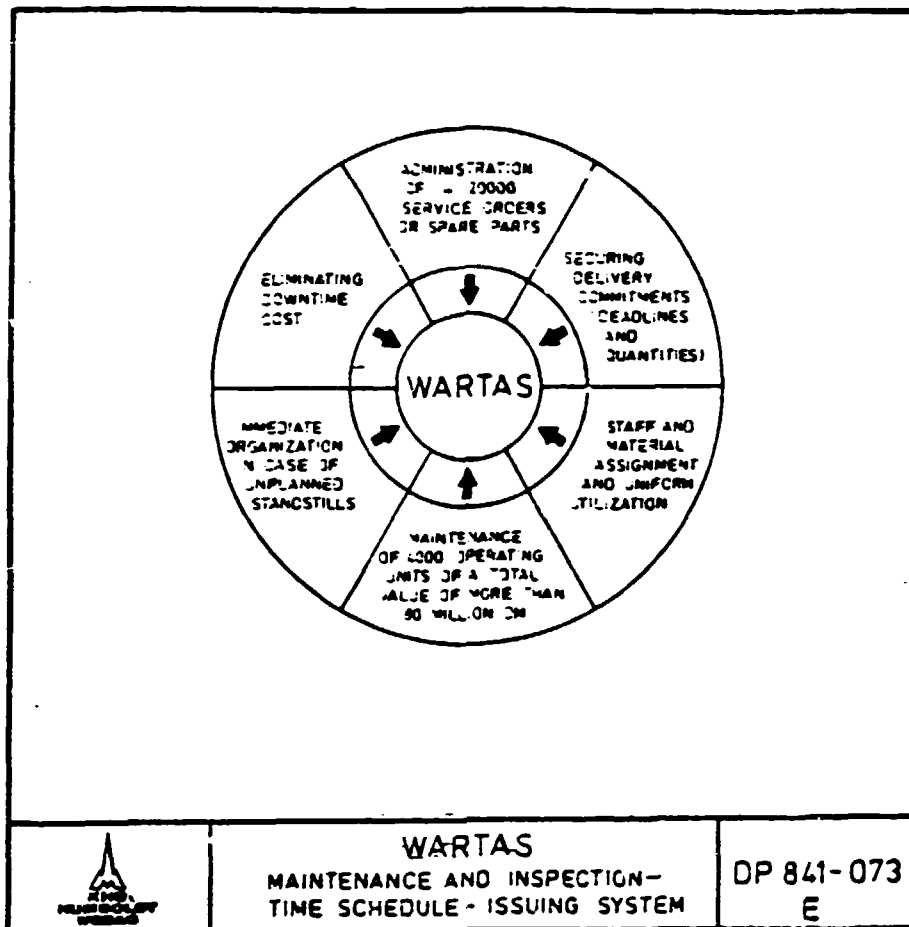 ADMINISTRATION
OF 20000
SERVICE ORDERS
OR SPARE PARTS
SECURING
DELIVERY
COMMITMENTS
DEADLINES
AND
QUANTITIES)
STAFF AND
MATERIAL
ASSIGNMENT
AND UNIFORM
UTILIZATION
MAINTENANCE
OF 4000 OPERATING
UNITS OF A TOTAL
VALUE OF MORE THAN
90 MILLION DM
IMMEDIATE
ORGANIZATION
IN CASE OF
UNPLANNED
STANDSTILLS
ELIMINATING
DOWNTIME
COST
WARTAS
KHD
HUMBOLDT
WEDAG
WARTAS
MAINTENANCE AND INSPECTION-
TIME SCHEDULE - ISSUING SYSTEM
DP 841-073
E